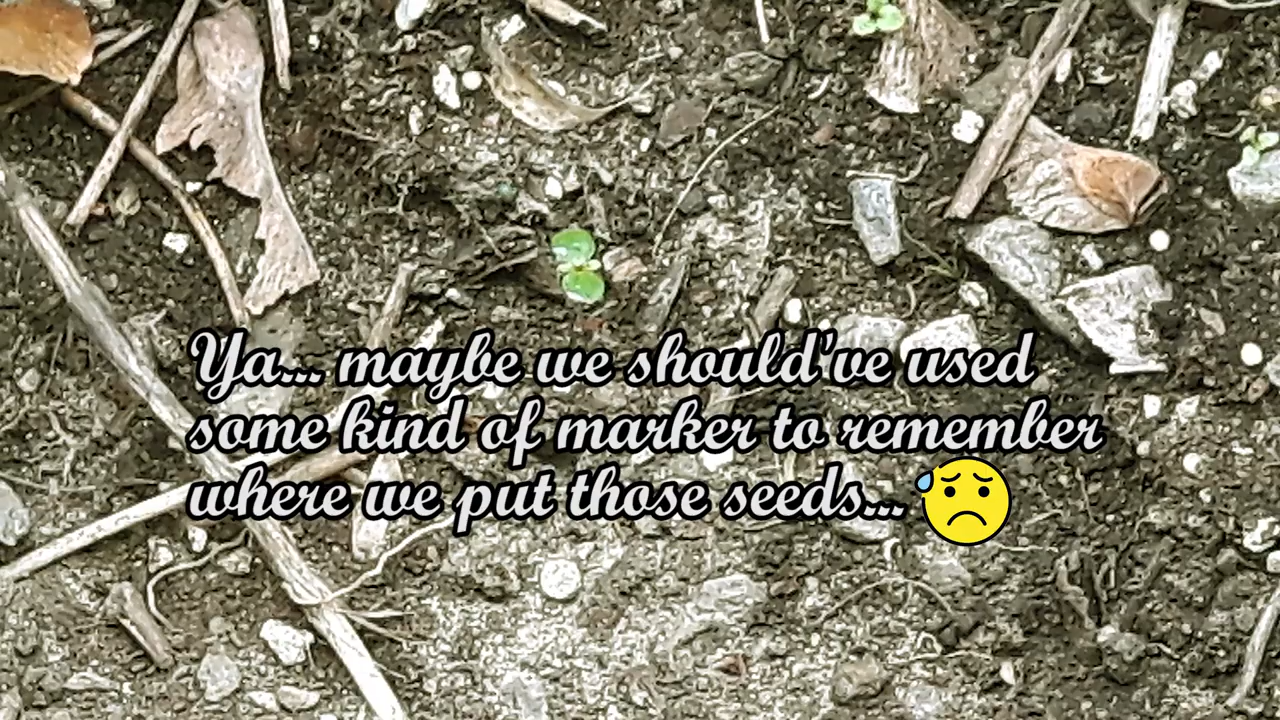 Ya... maybe we should've used
some kind of marker to remember
where we put those seeds...